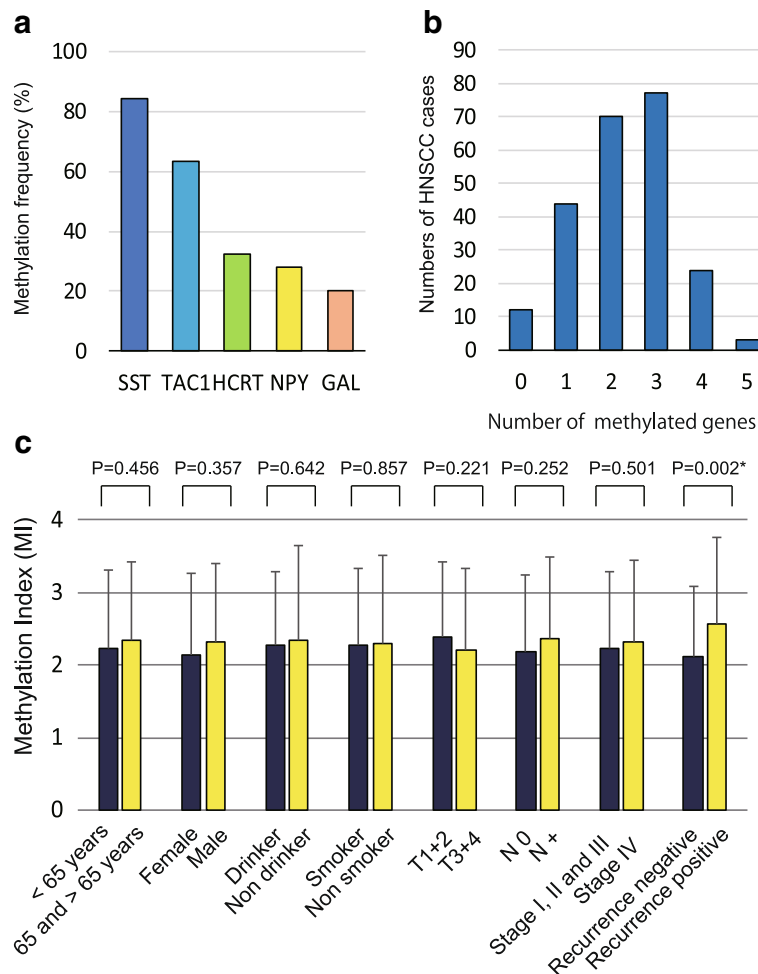 a
Methylation frequency (%)
100
80
60
40
20
0
SST TAC1 HCRT NPY GAL
b
Numbers of HNSCC cases
90
80
70
60
50
40
30
20
10
0
0 1 2 3 4 5
Number of methylated genes
c
P=0.456 P=0.357 P=0.642 P=0.857 P=0.221 P=0.252 P=0.501 P=0.002*
Methylation Index (MI)
4
3
2
1
0
< 65 years
65 and > 65 years
Female
Male
Drinker
Non drinker
Smoker
Non smoker
T1+2
T3+4
N 0
N +
Stage I, II and III
Stage IV
Recurrence negative
Recurrence positive